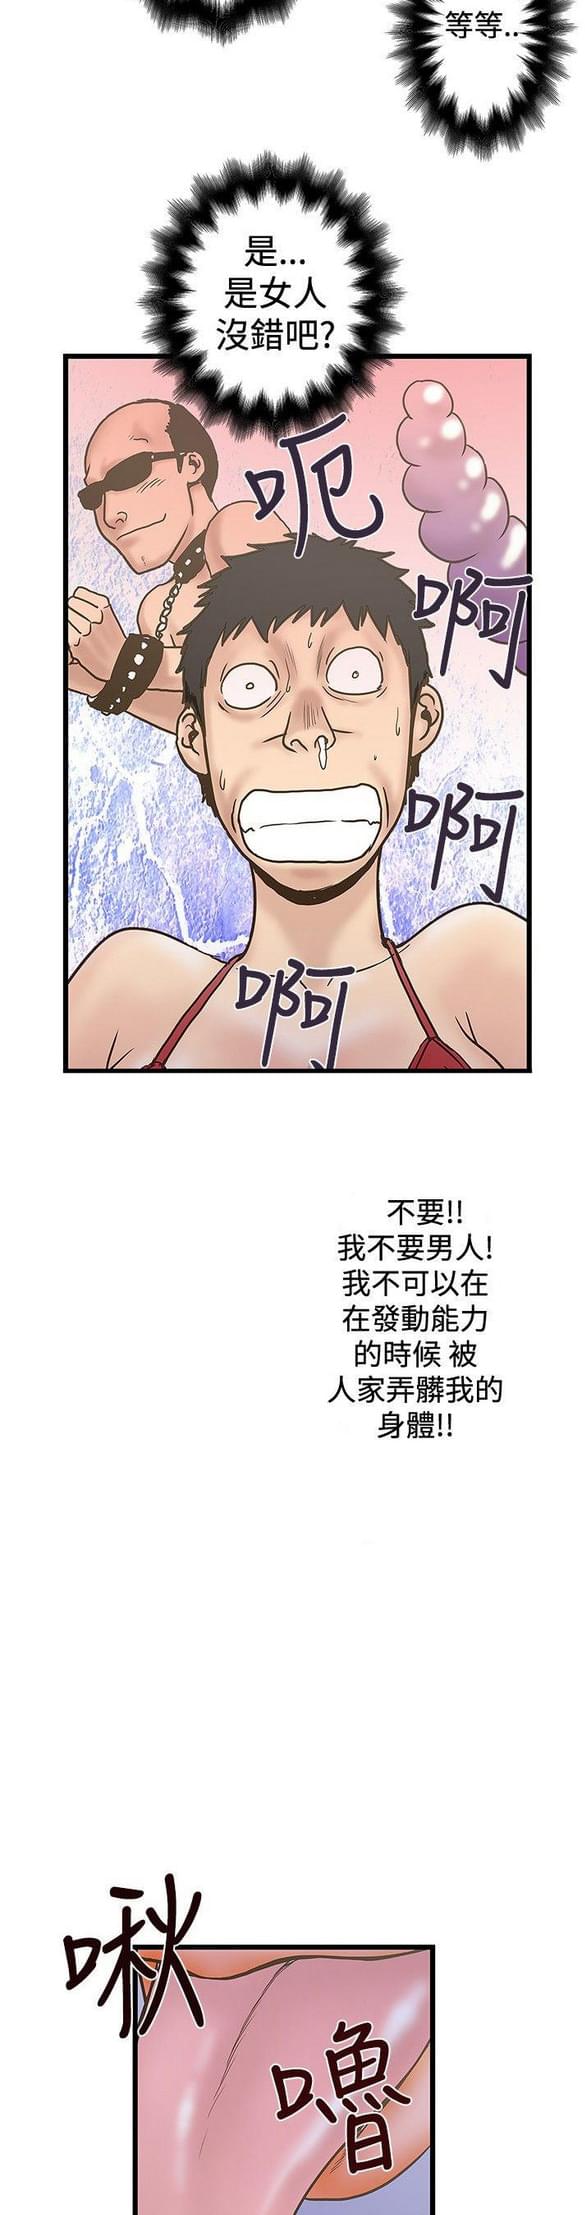 等等..
是...
是女人
沒錯吧?
呃
啊
啊
啊
不要!!
我不要男人!
我不可以在
在發動能力
的時候 被
人家弄髒我的
身體!!
啾
嚕